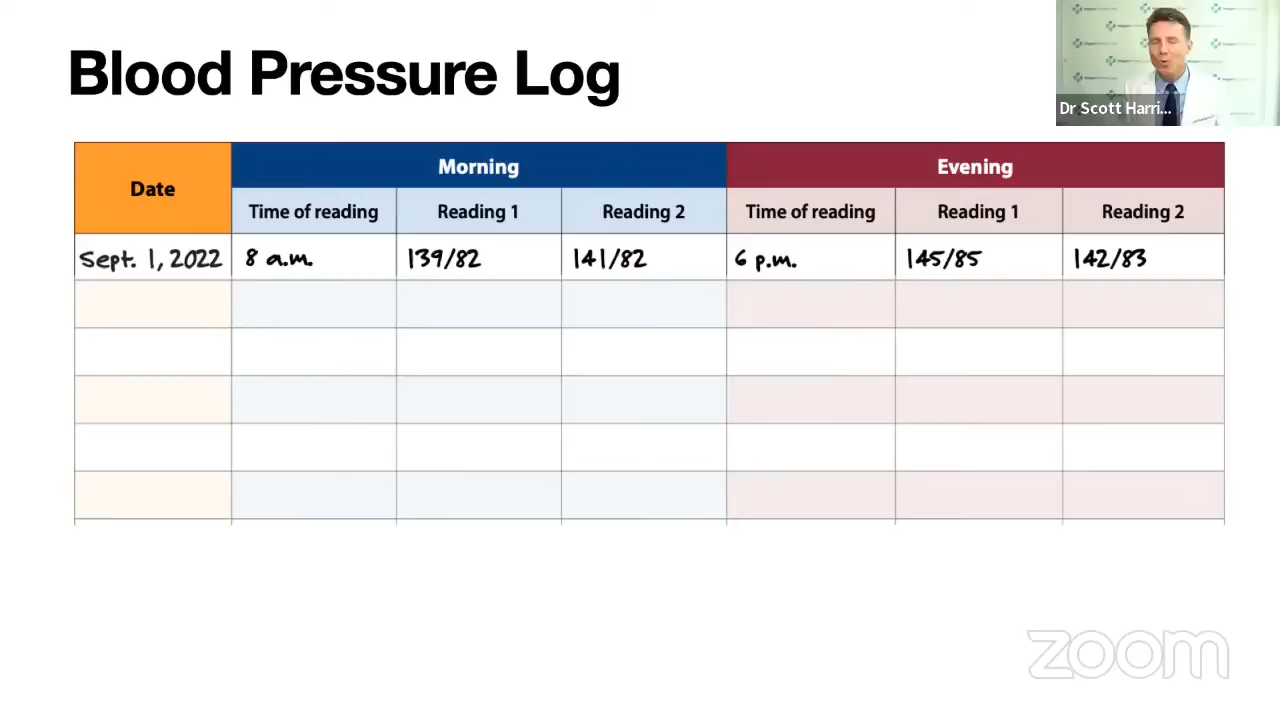 Blood Pressure Log
Dr Scott Harri...
Date
Morning
Evening
Time of reading Reading 1 Reading 2 Time of reading Reading 1 Reading 2
Sept. 1, 2022 8 a.m. 139/82 141/82 6 p.m. 145/85 142/83
zoom